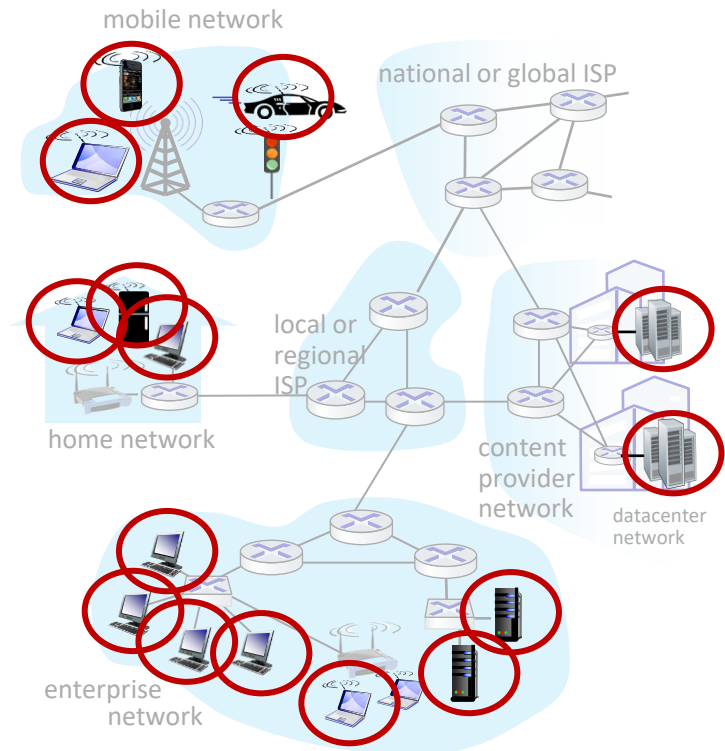 mobile network
national or global ISP
local or
regional
ISP
home network
content
provider
network
datacenter
network
enterprise
network